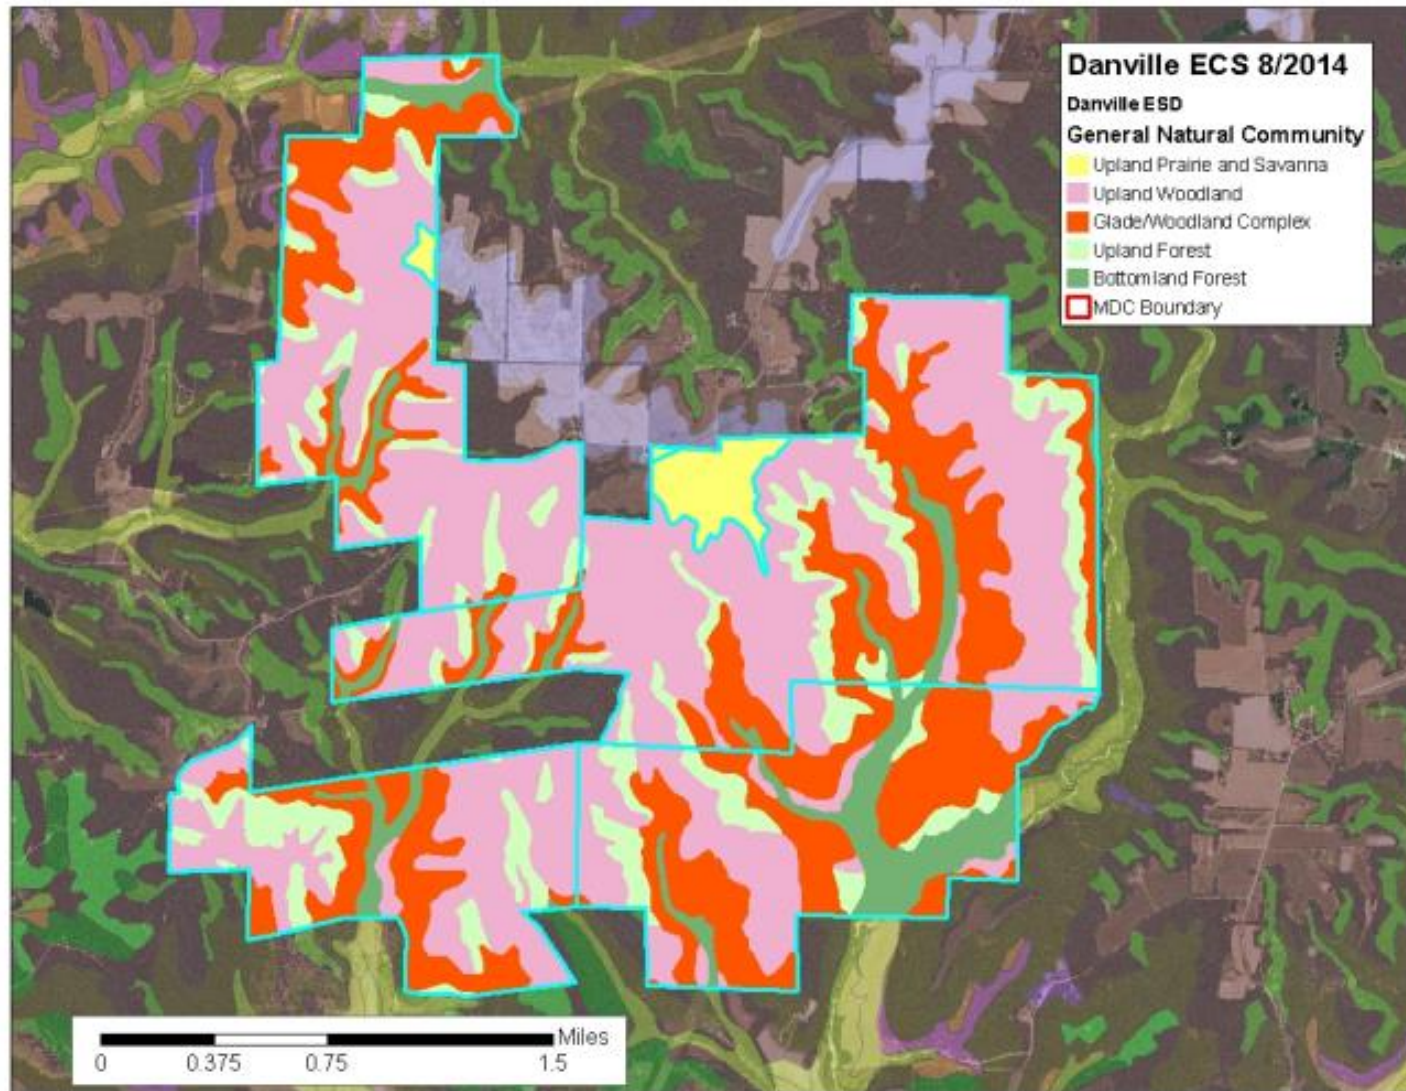 Danville ECS 8/2014
Danville ESD
General Natural Community
Upland Prairie and Savanna
Upland Woodland
Glade/Woodland Complex
Upland Forest
Bottomland Forest
MDC Boundary
Miles
0 0.375 0.75 1.5